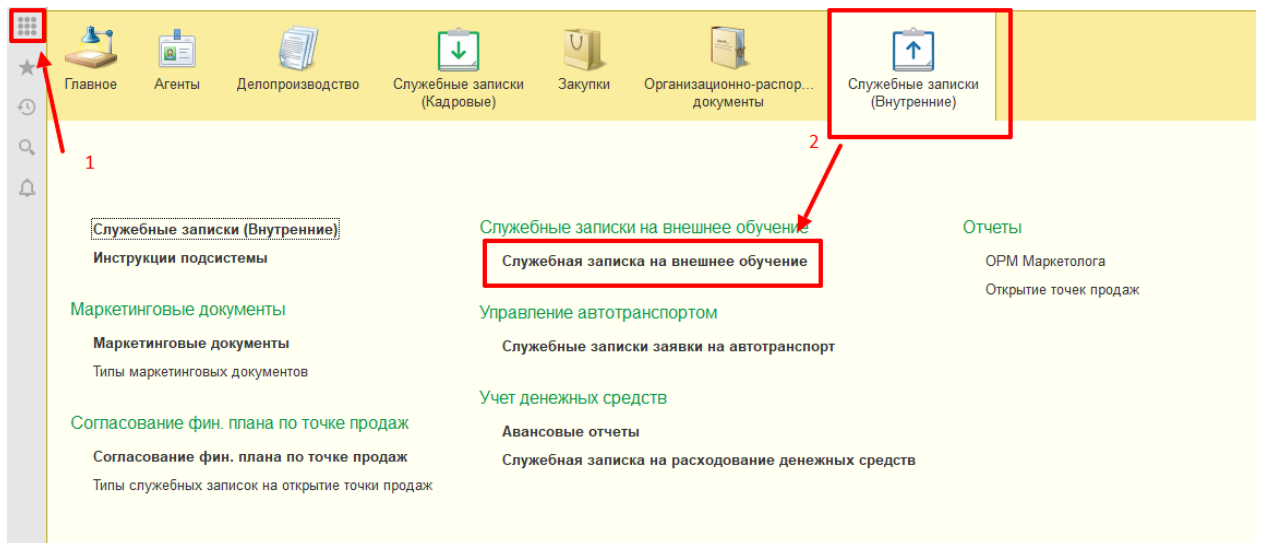 Главное
Агенты
Делопроизводство
Служебные записки
(Кадровые)
Закупки
Организационно-распор...
документы
Служебные записки
(Внутренние)
1
2
Служебные записки (Внутренние)
Инструкции подсистемы
Маркетинговые документы
Маркетинговые документы
Типы маркетинговых документов
Согласование фин. плана по точке продаж
Согласование фин. плана по точке продаж
Типы служебных записок на открытие точки продаж
Служебные записки на внешнее обучение
Служебная записка на внешнее обучение
Управление автотранспортом
Служебные записки заявки на автотранспорт
Учет денежных средств
Авансовые отчеты
Служебная записка на расходование денежных средств
Отчеты
ОРМ Маркетолога
Открытие точек продаж